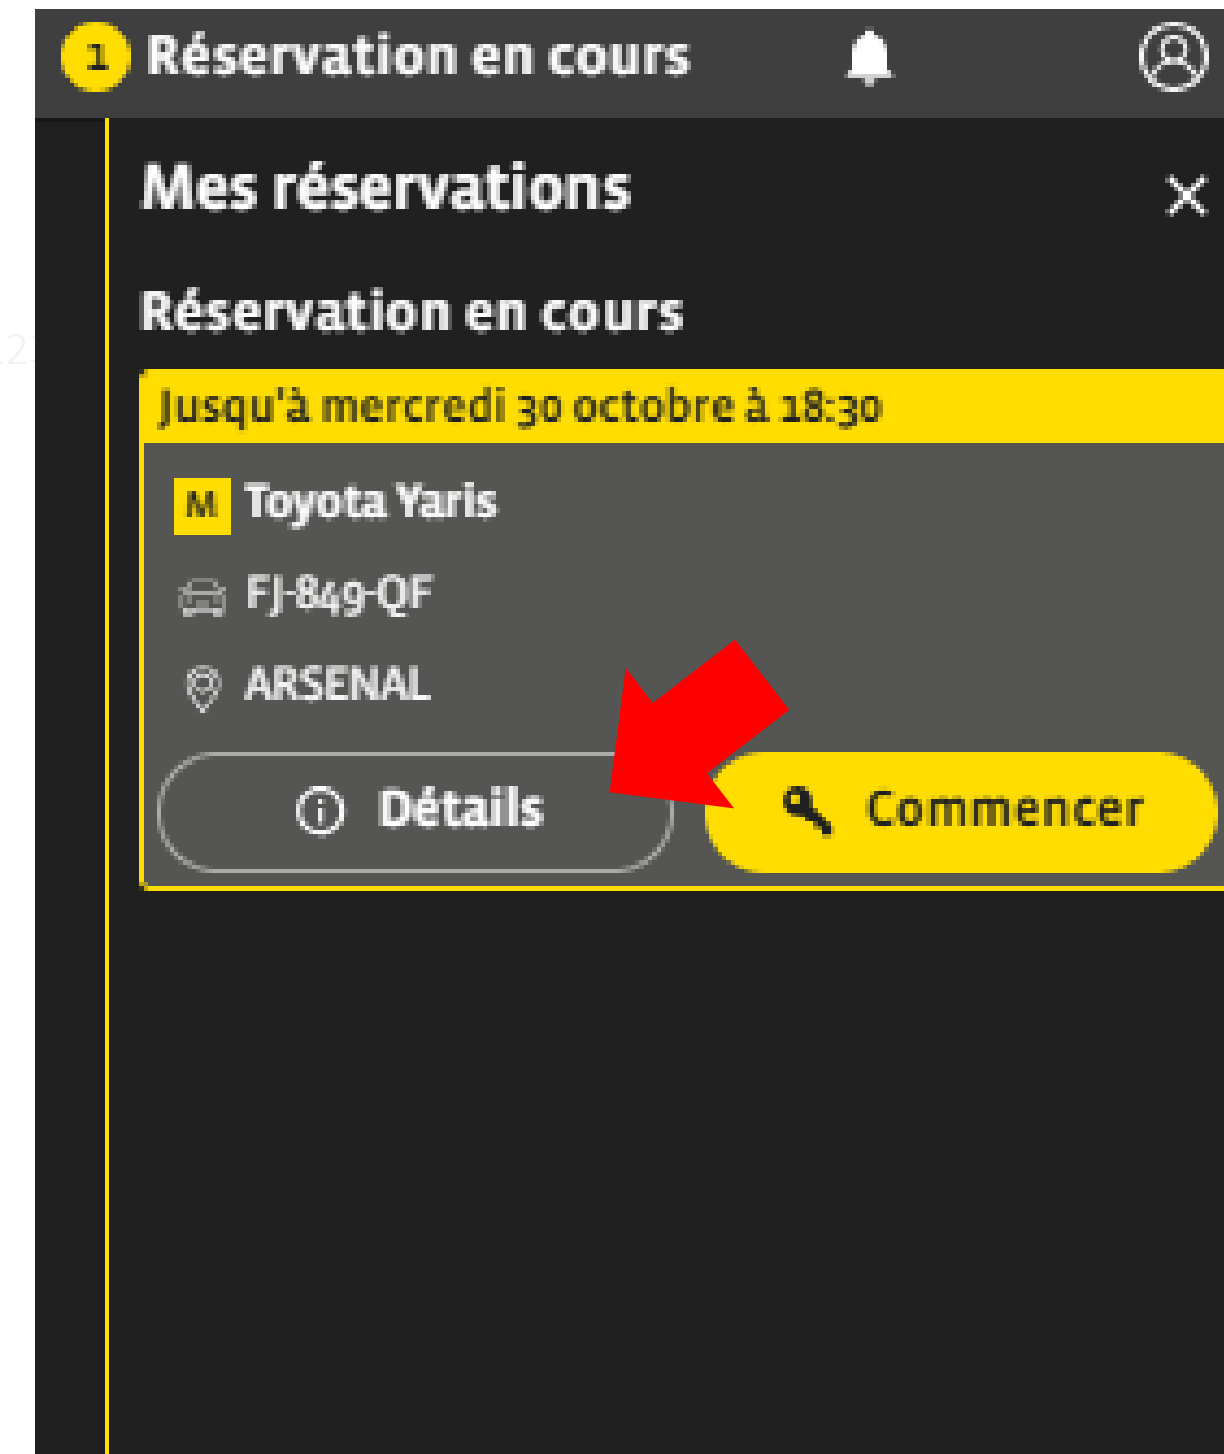 1 Réservation en cours
Mes réservations
Réservation en cours
Jusqu'à mercredi 30 octobre à 18:30
M Toyota Yaris
FJ-849-QF
ARSENAL
Détails
Commencer